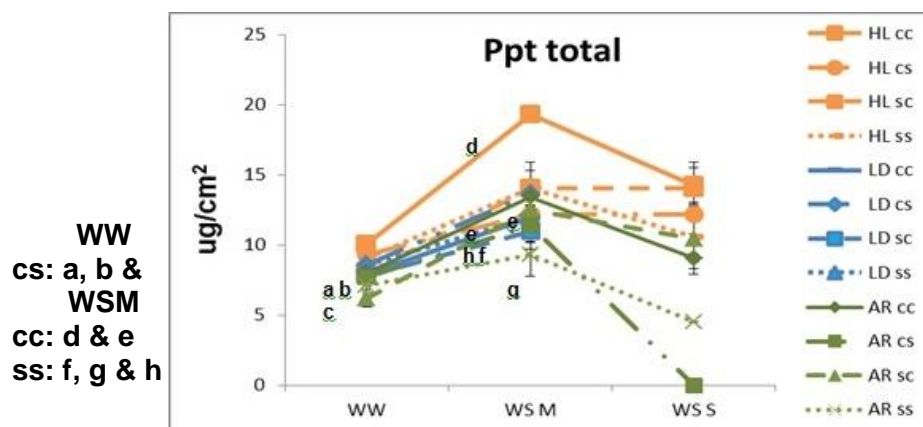 Ppt total
25
20
15
10
5
0
ug/cm²
WW
WS M
WS S
d
e
e
h f
g
a b
c
WW
cs: a, b &
WSM
cc: d & e
ss: f, g & h
HL cc
HL cs
HL sc
HL ss
LD cc
LD cs
LD sc
LD ss
AR cc
AR cs
AR sc
AR ss